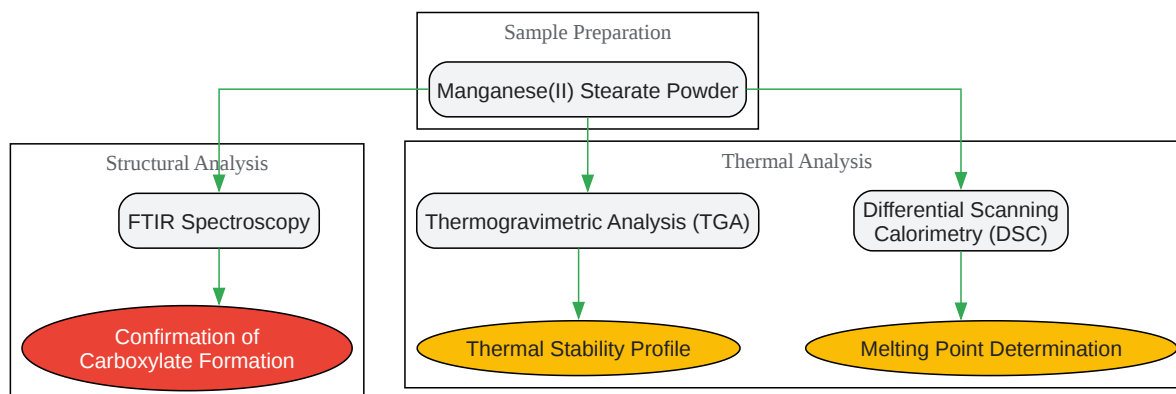 Sample Preparation
Manganese(II) Stearate Powder
Structural Analysis
Thermal Analysis
FTIR Spectroscopy
Thermogravimetric Analysis (TGA)
Differential Scanning
Calorimetry (DSC)
Confirmation of
Carboxylate Formation
Thermal Stability Profile
Melting Point Determination